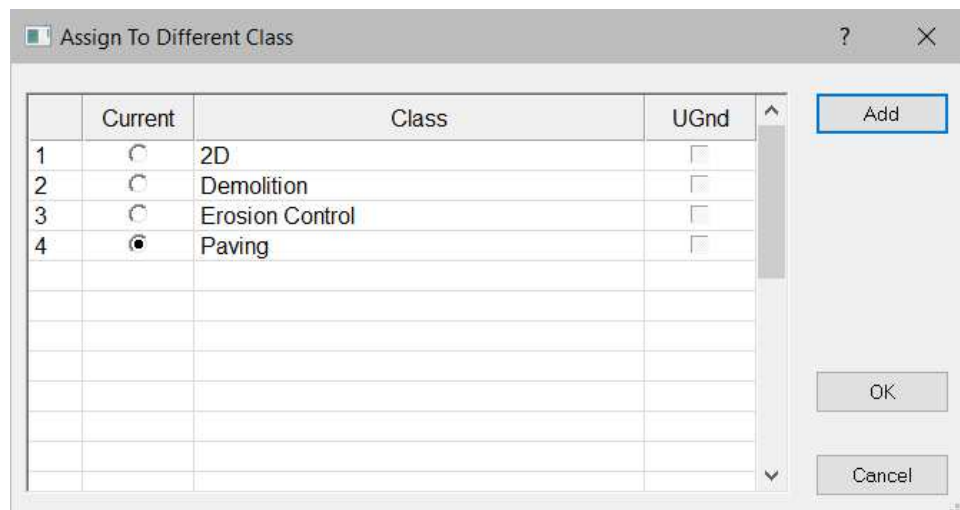 Assign To Different Class ?
Current Class UGnd Add
1 2D
2 Demolition
3 Erosion Control
4 Paving
OK
Cancel